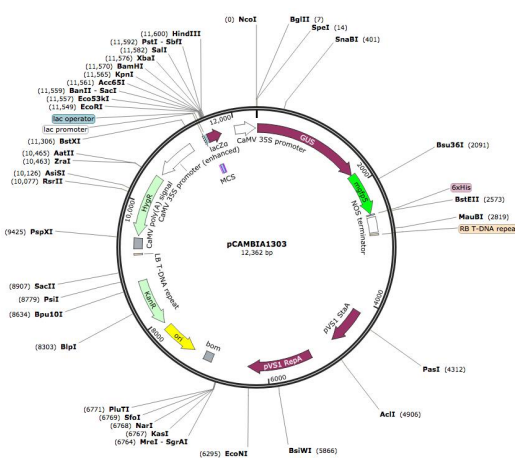 (0) NcoI
BglII (7)
SpeI (14)
SnaBI (401)
Bsu36I (2091)
6xHis
BstEII (2573)
MauBI (2819)
RB T-DNA repea
PasI (4312)
AclI (4906)
BsiWI (5866)
EcoNI
(6295)
(6764) MreI - SgrAI
(6767) KasI
(6768) NarI
(6769) SfoI
(6771) PluTI
(8303) BlpI
(8634) Bpu10I
(8779) PsiI
(8907) SacII
(9425) PspXI
(10,077) RsrII
(10,126) AsiSI
(10,463) ZraI
(10,465) AatII
(11,306) BstXI
lac promoter
lac operator
(11,549) EcoRI
(11,557) Eco53kI
(11,559) BanII - SacI
(11,561) Acc65I
(11,565) KpnI
(11,570) BamHI
(11,576) XbaI
(11,582) SalI
(11,592) PstI - SbfI
(11,600) HindIII
12,000
2000
4000
6000
8000
10,000
CaMV 35S promoter
GUS
mgfp5
NOS terminator
pVS1 StaA
pVS1 RepA
bom
ori
KanR
LB T-DNA repeat
CaMV poly(A) signal
HygR
CaMV 35S promoter (enhanced)
lacZα
MCS
pCAMBIA1303
12,362 bp